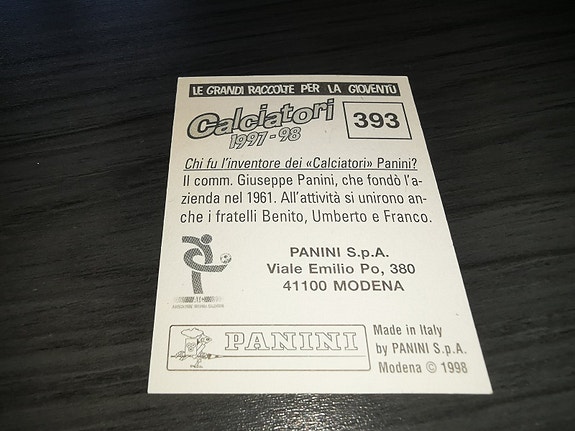 LE GRANDI RACCOLTE PER LA GIOVENTÙ
Calciatori
1997-98
393
Chi fu l'inventore dei «Calciatori» Panini?
Il comm. Giuseppe Panini, che fondò l'a-
zienda nel 1961. All'attività si unirono an-
che i fratelli Benito, Umberto e Franco.
PANINI S.p.A.
Viale Emilio Po, 380
41100 MODENA
PANINI
Made in Italy
by PANINI S.p.A.
Modena © 1998